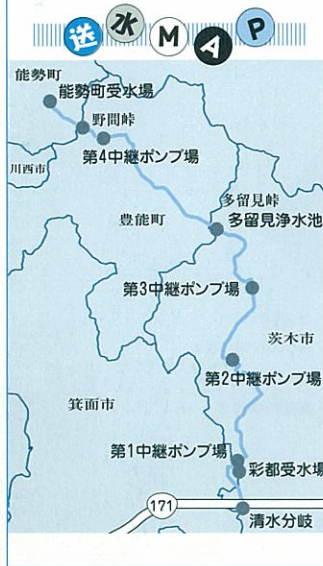 送水MAP
能勢町
能勢町受水場
野間峠
第4中継ポンプ場
川西市
多留見峠
豊能町
多留見浄水池
第3中継ポンプ場
茨木市
第2中継ポンプ場
箕面市
第1中継ポンプ場
彩都受水場
171
清水分岐